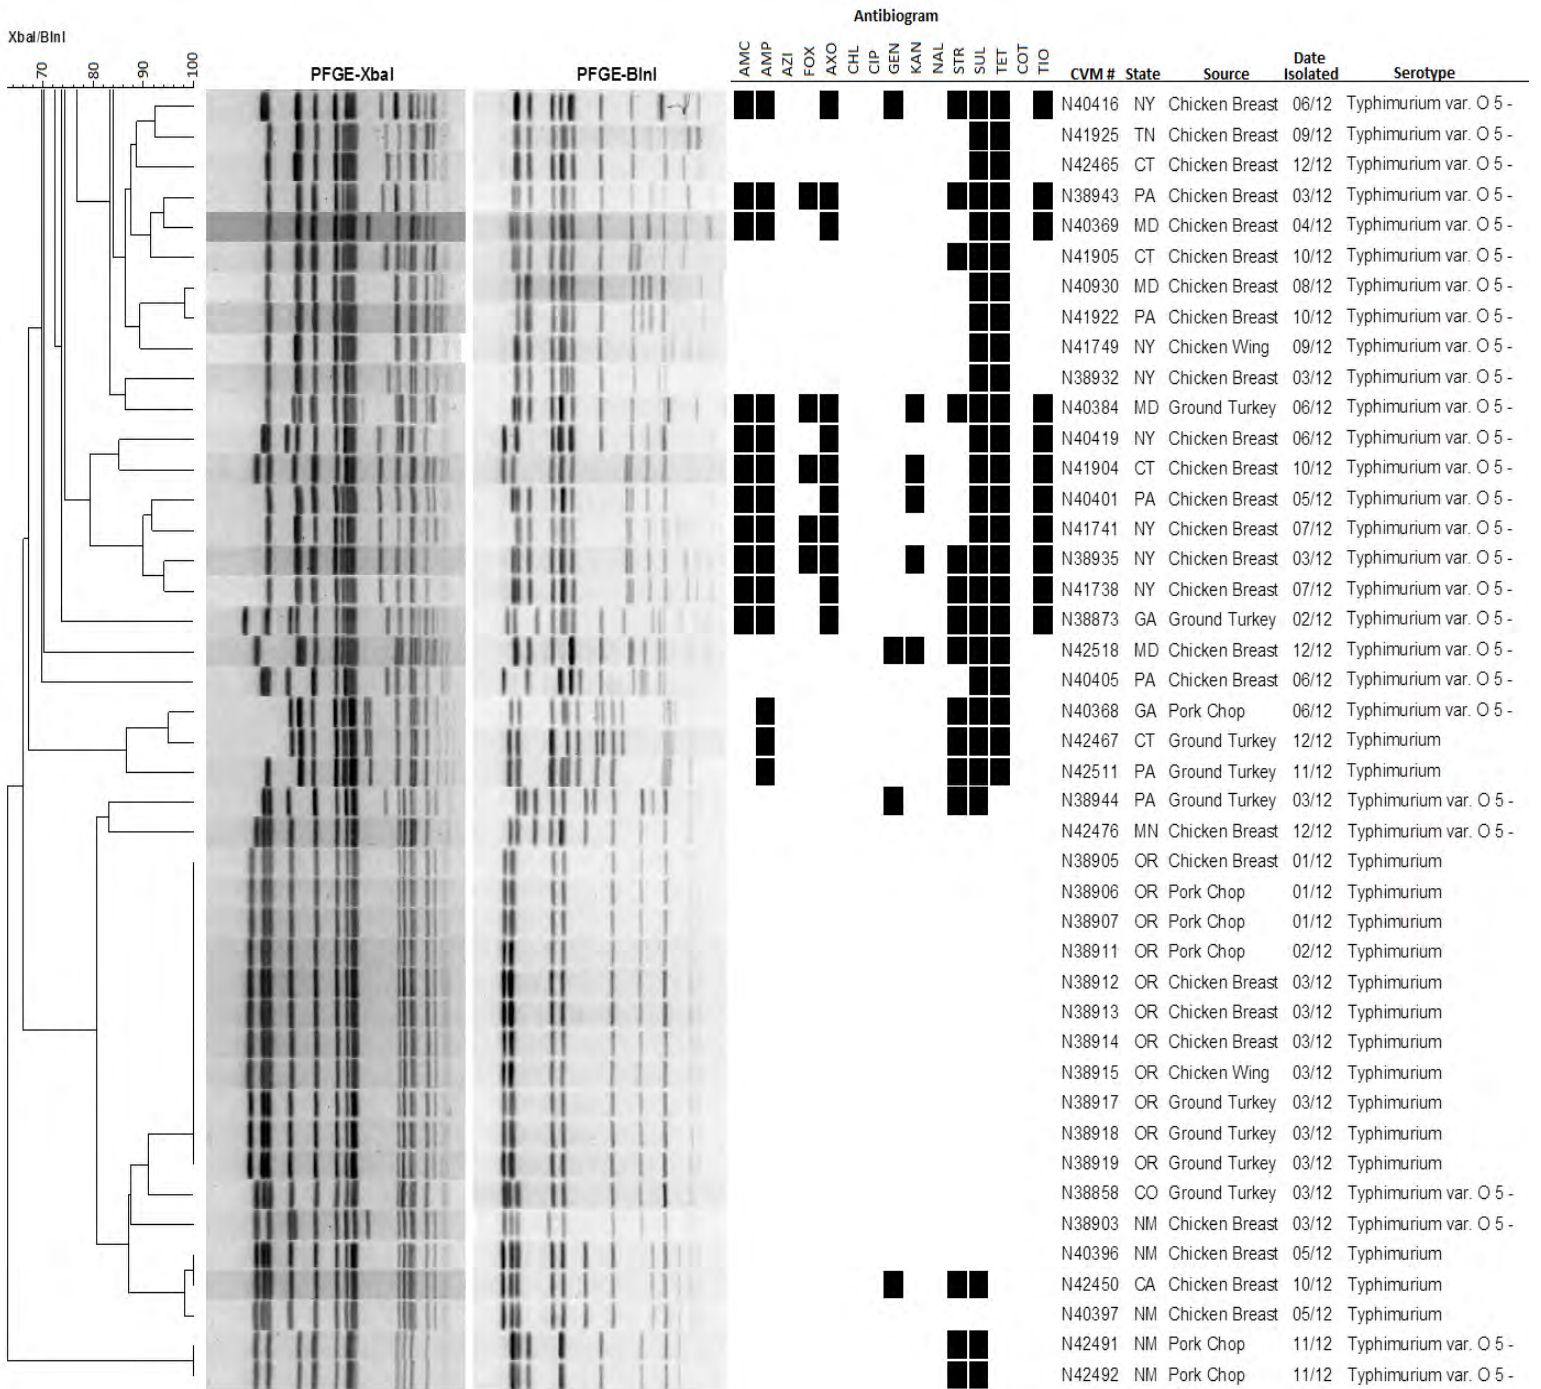 Antibiogram
XbaI/BlnI
70 80 90 100
PFGE-XbaI PFGE-BlnI
AMC AMP AZI FOX AXO CHL CIP GEN KAN NAL STR SUL TET COT TIO
CVM # State Source Date Isolated Serotype
N40416 NY Chicken Breast 06/12 Typhimurium var. O 5 -
N41925 TN Chicken Breast 09/12 Typhimurium var. O 5 -
N42465 CT Chicken Breast 12/12 Typhimurium var. O 5 -
N38943 PA Chicken Breast 03/12 Typhimurium var. O 5 -
N40369 MD Chicken Breast 04/12 Typhimurium var. O 5 -
N41905 CT Chicken Breast 10/12 Typhimurium var. O 5 -
N40930 MD Chicken Breast 08/12 Typhimurium var. O 5 -
N41922 PA Chicken Breast 10/12 Typhimurium var. O 5 -
N41749 NY Chicken Wing 09/12 Typhimurium var. O 5 -
N38932 NY Chicken Breast 03/12 Typhimurium var. O 5 -
N40384 MD Ground Turkey 06/12 Typhimurium var. O 5 -
N40419 NY Chicken Breast 06/12 Typhimurium var. O 5 -
N41904 CT Chicken Breast 10/12 Typhimurium var. O 5 -
N40401 PA Chicken Breast 05/12 Typhimurium var. O 5 -
N41741 NY Chicken Breast 07/12 Typhimurium var. O 5 -
N38935 NY Chicken Breast 03/12 Typhimurium var. O 5 -
N41738 NY Chicken Breast 07/12 Typhimurium var. O 5 -
N38873 GA Ground Turkey 02/12 Typhimurium var. O 5 -
N42518 MD Chicken Breast 12/12 Typhimurium var. O 5 -
N40405 PA Chicken Breast 06/12 Typhimurium var. O 5 -
N40368 GA Pork Chop 06/12 Typhimurium var. O 5 -
N42467 CT Ground Turkey 12/12 Typhimurium
N42511 PA Ground Turkey 11/12 Typhimurium
N38944 PA Ground Turkey 03/12 Typhimurium var. O 5 -
N42476 MN Chicken Breast 12/12 Typhimurium var. O 5 -
N38905 OR Chicken Breast 01/12 Typhimurium
N38906 OR Pork Chop 01/12 Typhimurium
N38907 OR Pork Chop 01/12 Typhimurium
N38911 OR Pork Chop 02/12 Typhimurium
N38912 OR Chicken Breast 03/12 Typhimurium
N38913 OR Chicken Breast 03/12 Typhimurium
N38914 OR Chicken Breast 03/12 Typhimurium
N38915 OR Chicken Wing 03/12 Typhimurium
N38917 OR Ground Turkey 03/12 Typhimurium
N38918 OR Ground Turkey 03/12 Typhimurium
N38919 OR Ground Turkey 03/12 Typhimurium
N38858 CO Ground Turkey 03/12 Typhimurium var. O 5 -
N38903 NM Chicken Breast 03/12 Typhimurium var. O 5 -
N40396 NM Chicken Breast 05/12 Typhimurium
N42450 CA Chicken Breast 10/12 Typhimurium
N40397 NM Chicken Breast 05/12 Typhimurium
N42491 NM Pork Chop 11/12 Typhimurium var. O 5 -
N42492 NM Pork Chop 11/12 Typhimurium var. O 5 -